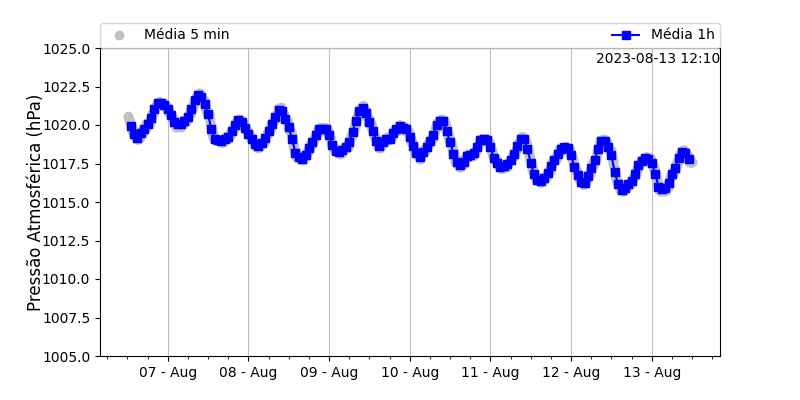 Média 5 min
Média 1h
2023-08-13 12:10
Pressão Atmosférica (hPa)
1025.0
1022.5
1020.0
1017.5
1015.0
1012.5
1010.0
1007.5
1005.0
07 - Aug
08 - Aug
09 - Aug
10 - Aug
11 - Aug
12 - Aug
13 - Aug